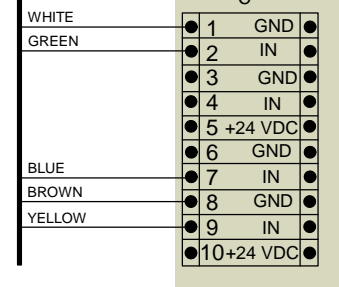 WHITE
1 GND
GREEN
2 IN
3 GND
4 IN
5 +24 VDC
6 GND
BLUE
7 IN
BROWN
8 GND
YELLOW
9 IN
10 +24 VDC